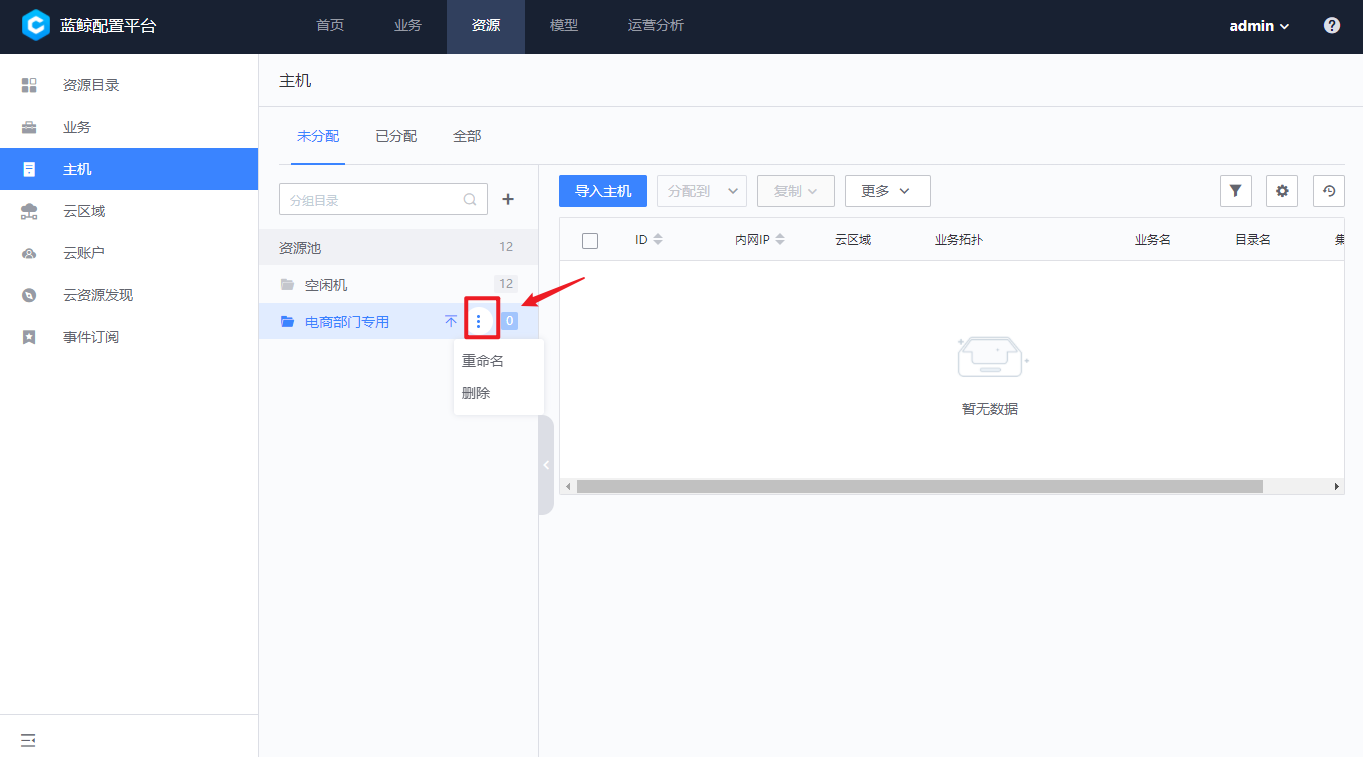 蓝鲸配置平台
首页
业务
资源
模型
运营分析
admin
资源目录
业务
主机
云区域
云账户
云资源发现
事件订阅
主机
未分配
已分配
全部
分组目录
资源池 12
空闲机 12
电商部门专用 0
重命名
删除
导入主机
分配到
复制
更多
ID
内网IP
云区域
业务拓扑
业务名
目录名
集
暂无数据